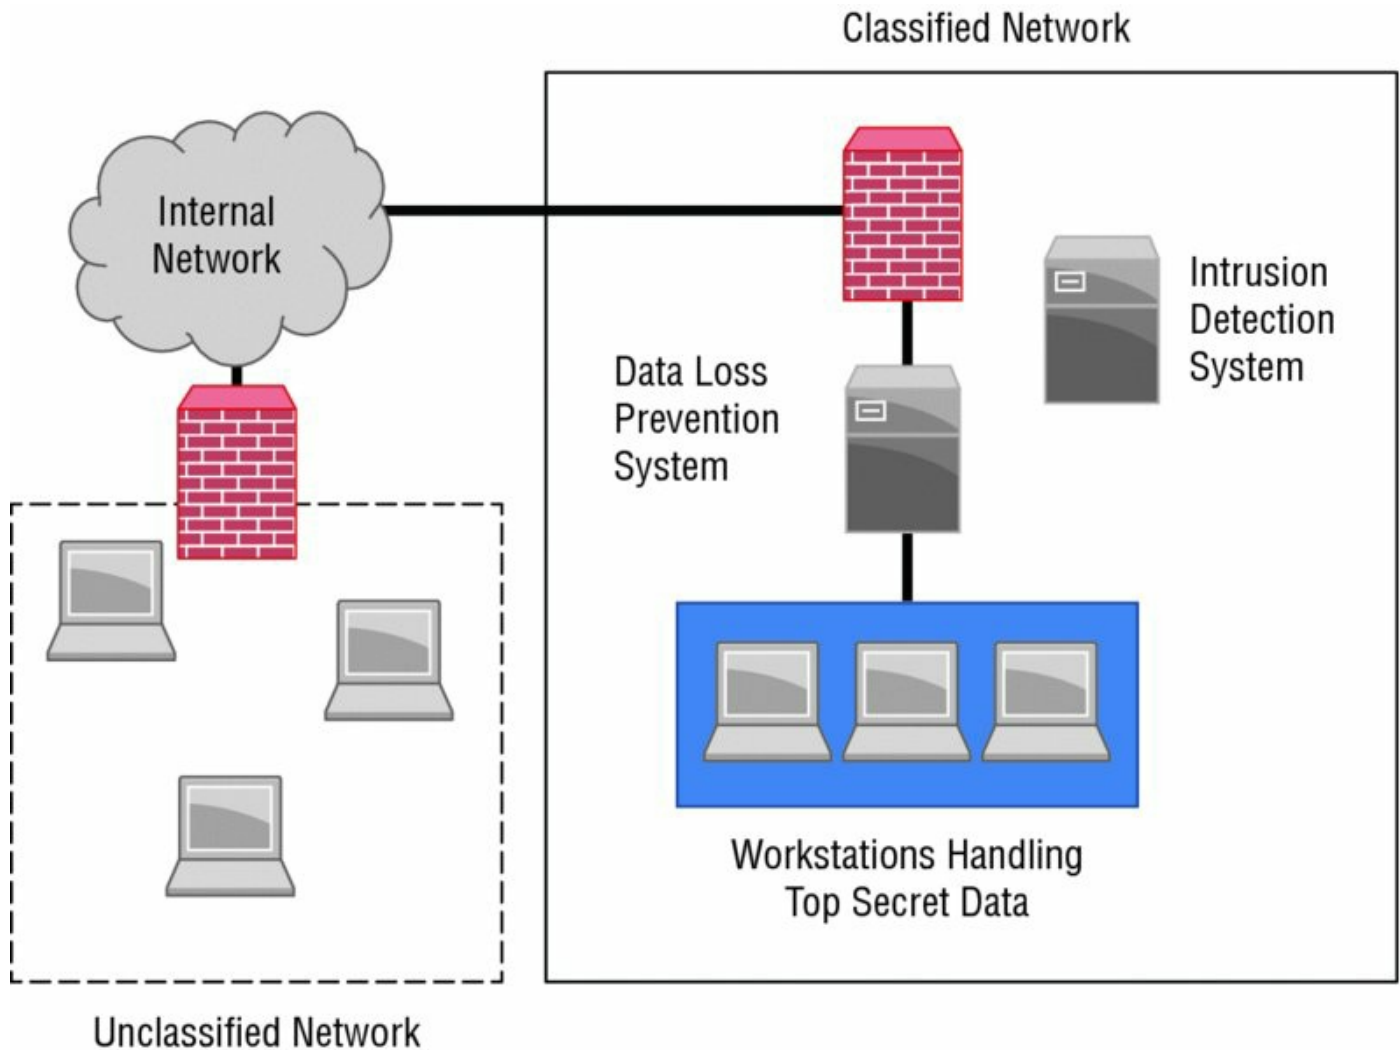 Classified Network
Internal
Network
Intrusion
Detection
System
Data Loss
Prevention
System
Workstations Handling
Top Secret Data
Unclassified Network